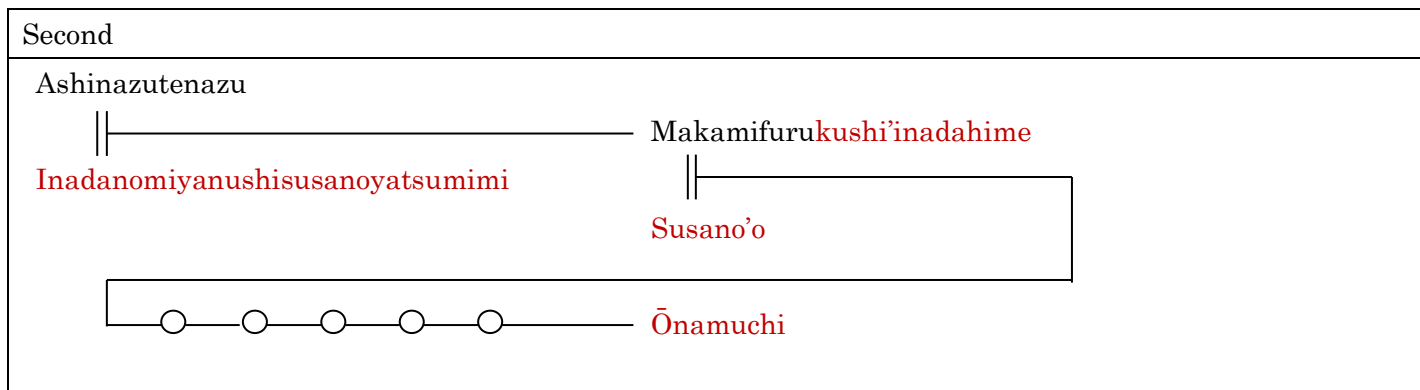 Second
Ashinazutenazu
Makamifurukushi’inadahime
Inadanomiyanushisusanoyatsumimi
Susano’o
Ōnamuchi